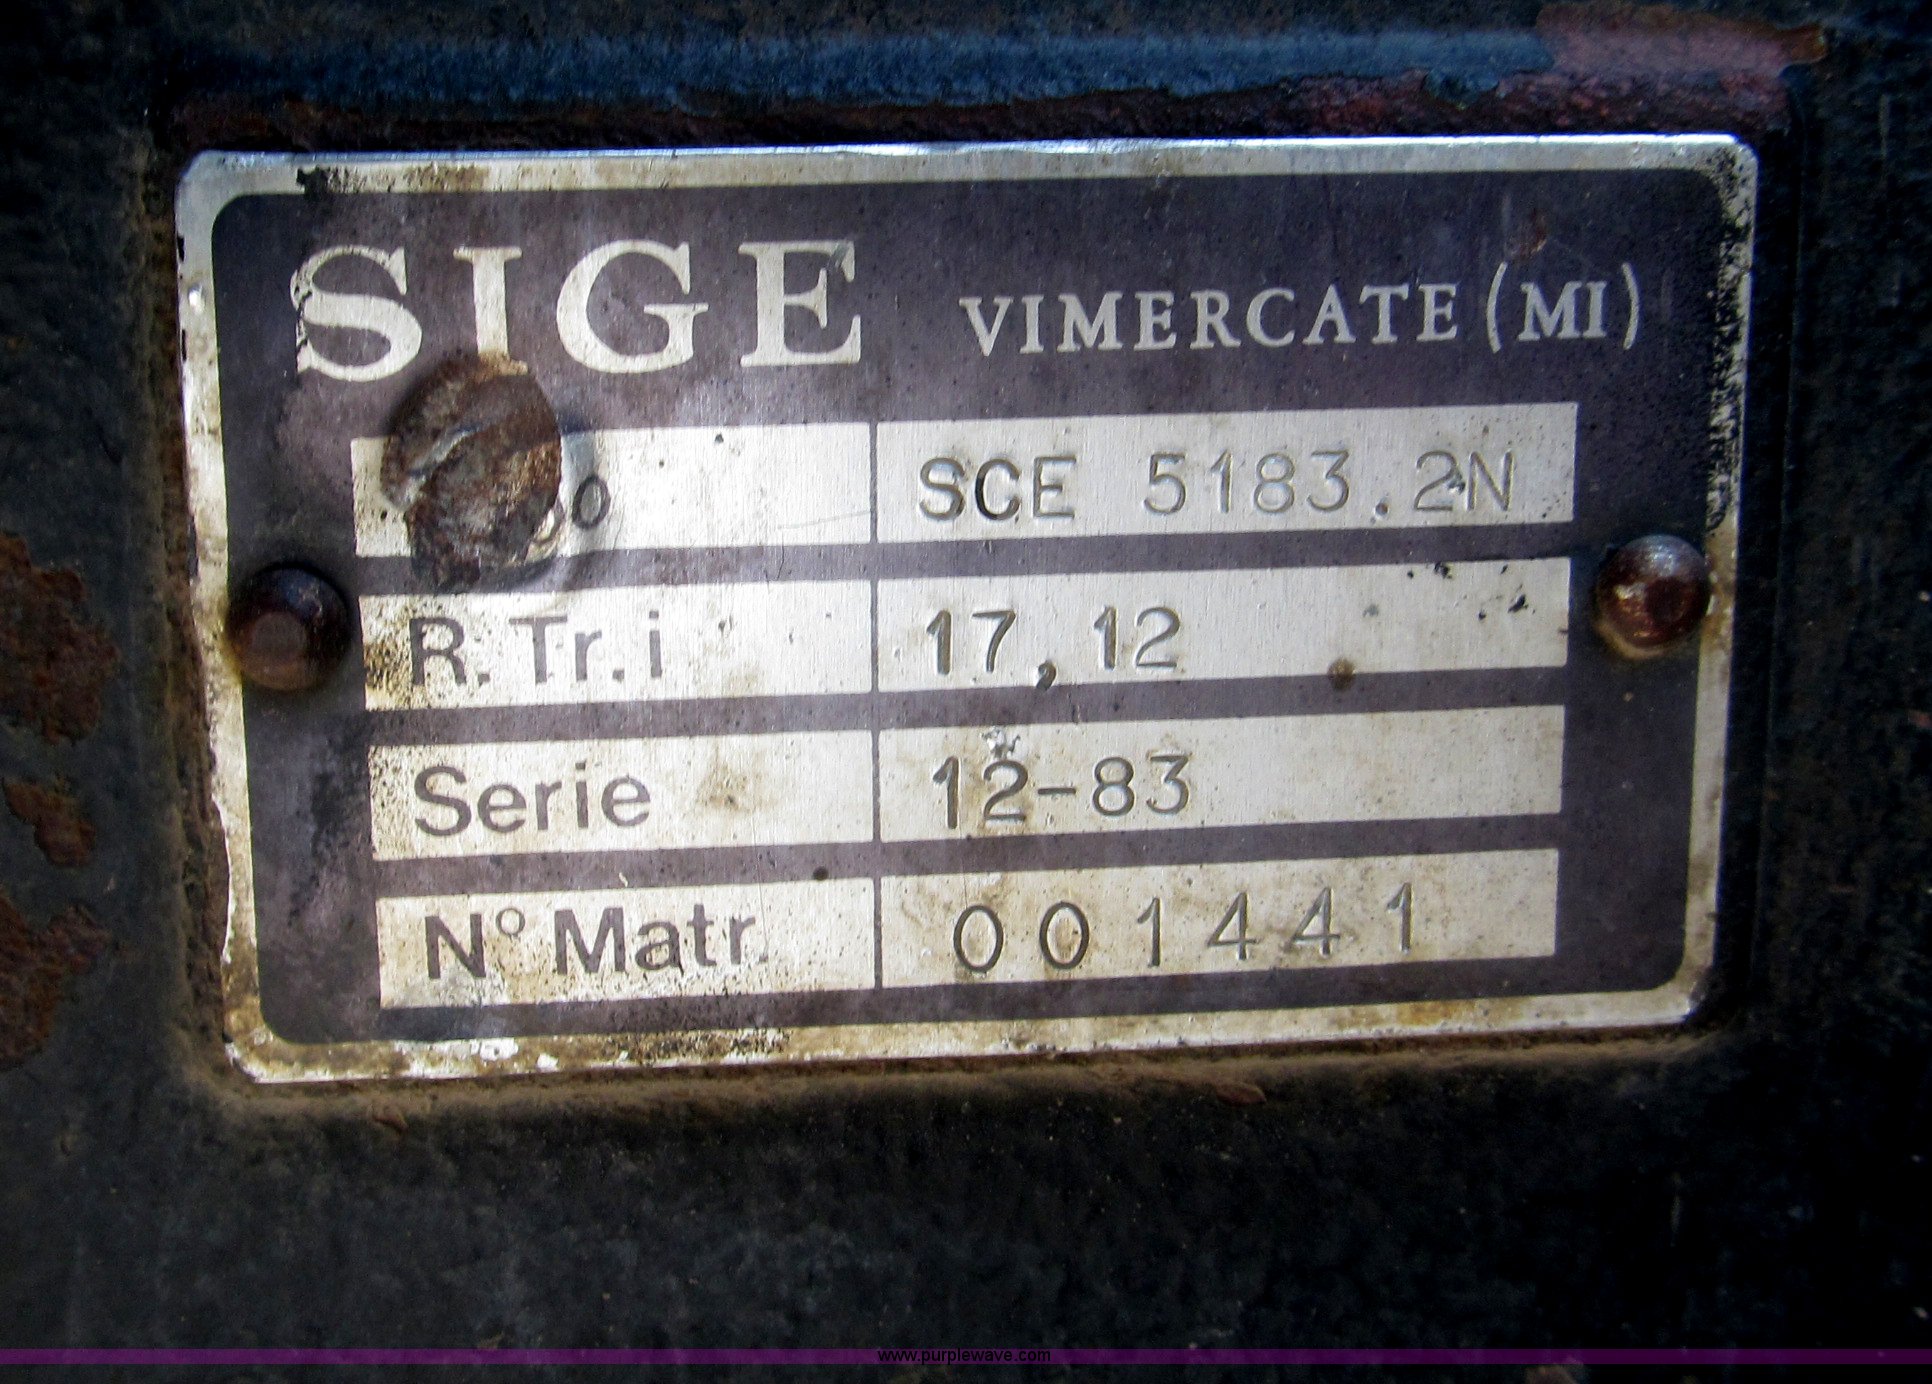 SIGE VIMERCATE (MI)
SCE 5183.2N
R. Tr. i 17,12
Serie 12-83
N° Matr. 001441
www.purplewave.com